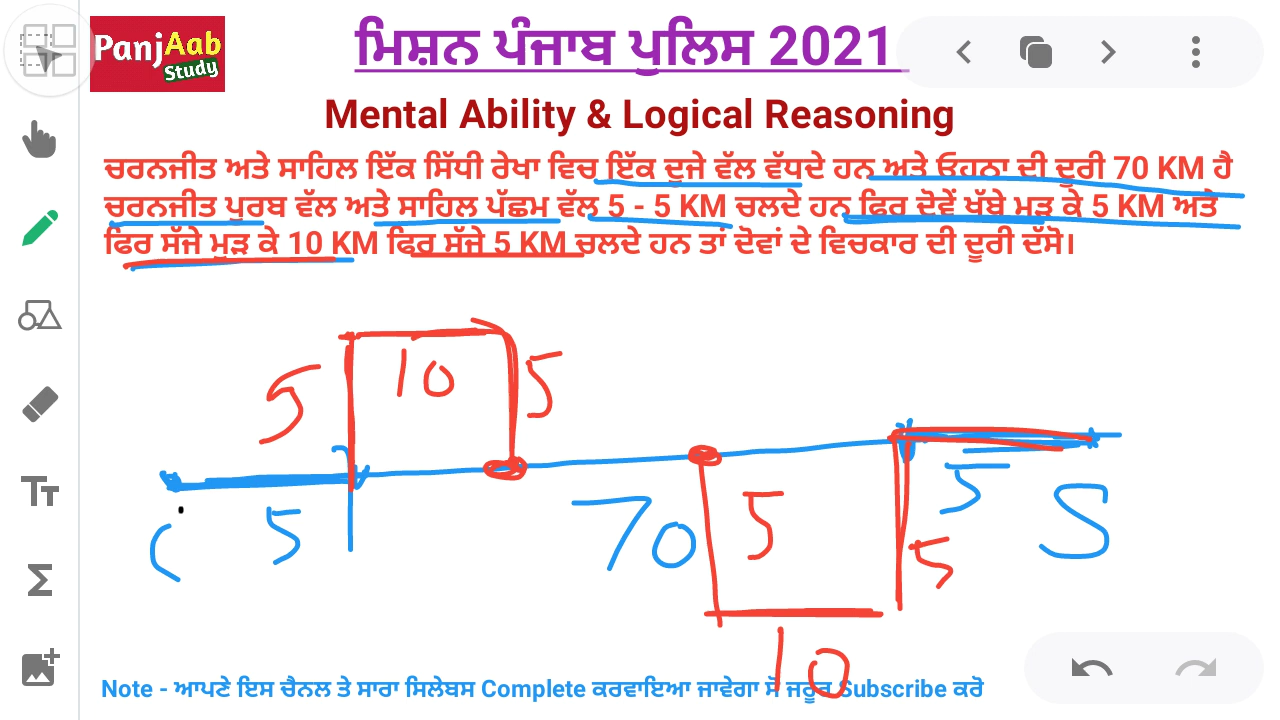 PanjAab
Study
ਮਿਸ਼ਨ ਪੰਜਾਬ ਪੁਲਿਸ 2021
Mental Ability & Logical Reasoning
ਚਰਨਜੀਤ ਅਤੇ ਸਾਹਿਲ ਇੱਕ ਸਿੱਧੀ ਰੇਖਾ ਵਿਚ ਇੱਕ ਦੁਜੇ ਵੱਲ ਵੱਧਦੇ ਹਨ ਅਤੇ ਓਹਨਾ ਦੀ ਦੁਰੀ 70 KM ਹੈ
ਚਰਨਜੀਤ ਪੁਰਬ ਵੱਲ ਅਤੇ ਸਾਹਿਲ ਪੱਛਮ ਵੱਲ 5 - 5 KM ਚਲਦੇ ਹਨ ਫਿਰ ਦੋਵੇਂ ਖੱਬੇ ਮੁੜ ਕੇ 5 KM ਅਤੇ
ਫਿਰ ਸੱਜੇ ਮੁੜ ਕੇ 10 KM ਫਿਰ ਸੱਜੇ 5 KM ਚਲਦੇ ਹਨ ਤਾਂ ਦੋਵਾਂ ਦੇ ਵਿਚਕਾਰ ਦੀ ਦੂਰੀ ਦੱਸੋ।
5 10 5
( 5 70 5 5 5 S
10
Tт
Σ
Note - ਆਪਣੇ ਇਸ ਚੈਨਲ ਤੇ ਸਾਰਾ ਸਿਲੇਬਸ Complete ਕਰਵਾਇਆ ਜਾਵੇਗਾ ਸੋ ਜਰੂਰ Subscribe ਕਰੋ